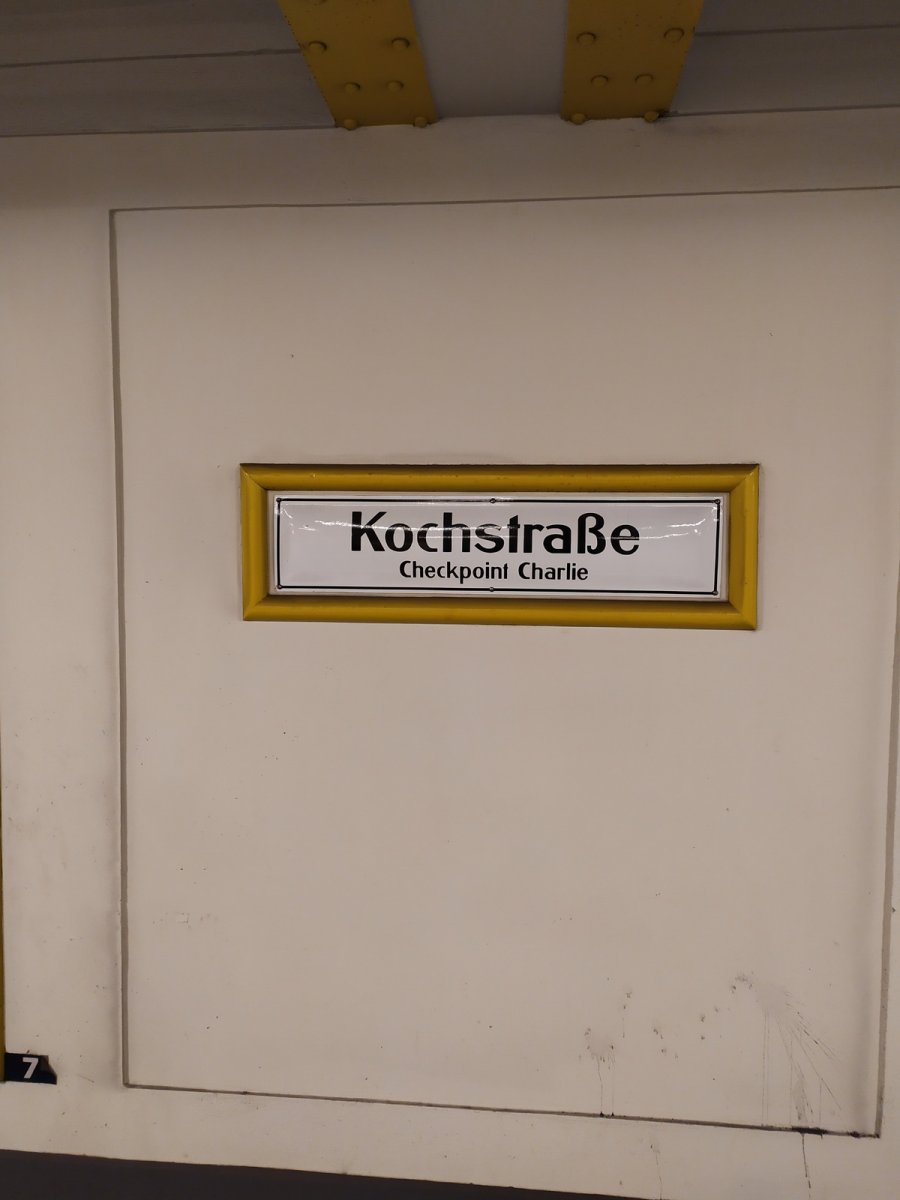 Kochstraße
Checkpoint Charlie
7